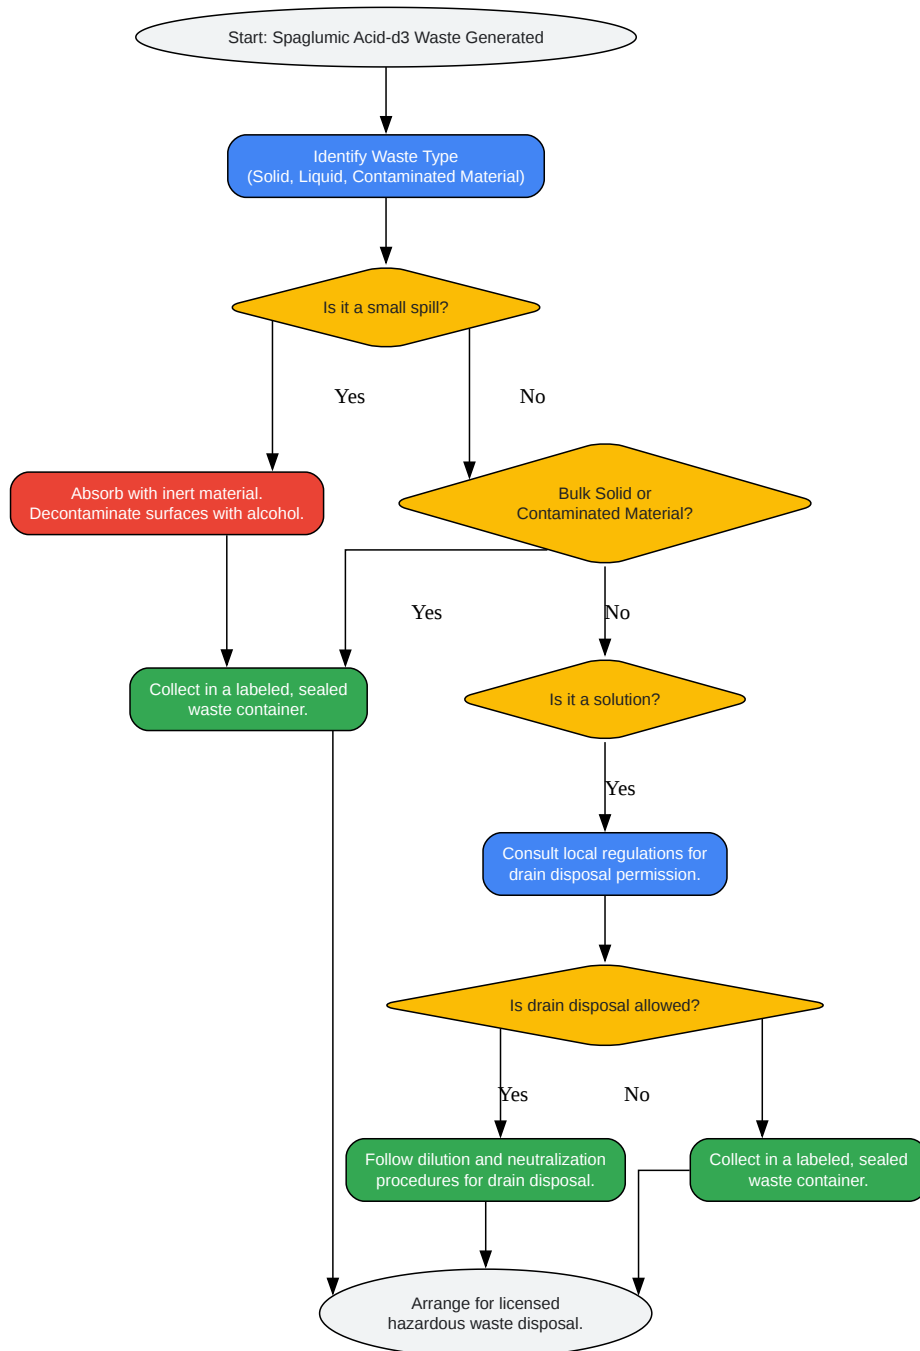 Start: Spaglumic Acid-d3 Waste Generated
Identify Waste Type
(Solid, Liquid, Contaminated Material)
Is it a small spill?
Yes
No
Absorb with inert material.
Decontaminate surfaces with alcohol.
Bulk Solid or
Contaminated Material?
Yes
No
Collect in a labeled, sealed
waste container.
Is it a solution?
Yes
Consult local regulations for
drain disposal permission.
Is drain disposal allowed?
Yes
No
Follow dilution and neutralization
procedures for drain disposal.
Collect in a labeled, sealed
waste container.
Arrange for licensed
hazardous waste disposal.